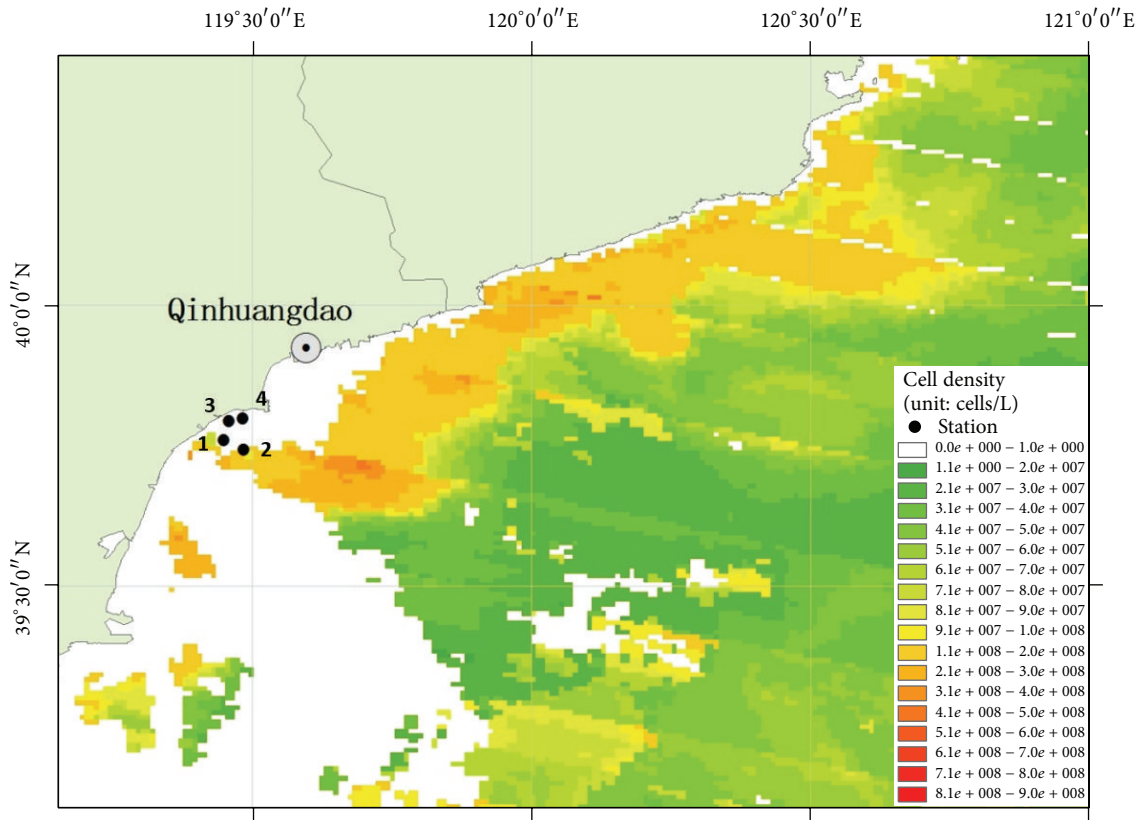 119°30′0″E 120°0′0″E 120°30′0″E 121°0′0″E
40°0′0″N
39°30′0″N
Qinhuangdao
3 4
1 2
Cell density
(unit: cells/L)
Station
0.0e + 000 – 1.0e + 000
1.1e + 000 – 2.0e + 007
2.1e + 007 – 3.0e + 007
3.1e + 007 – 4.0e + 007
4.1e + 007 – 5.0e + 007
5.1e + 007 – 6.0e + 007
6.1e + 007 – 7.0e + 007
7.1e + 007 – 8.0e + 007
8.1e + 007 – 9.0e + 007
9.1e + 007 – 1.0e + 008
1.1e + 008 – 2.0e + 008
2.1e + 008 – 3.0e + 008
3.1e + 008 – 4.0e + 008
4.1e + 008 – 5.0e + 008
5.1e + 008 – 6.0e + 008
6.1e + 008 – 7.0e + 008
7.1e + 008 – 8.0e + 008
8.1e + 008 – 9.0e + 008